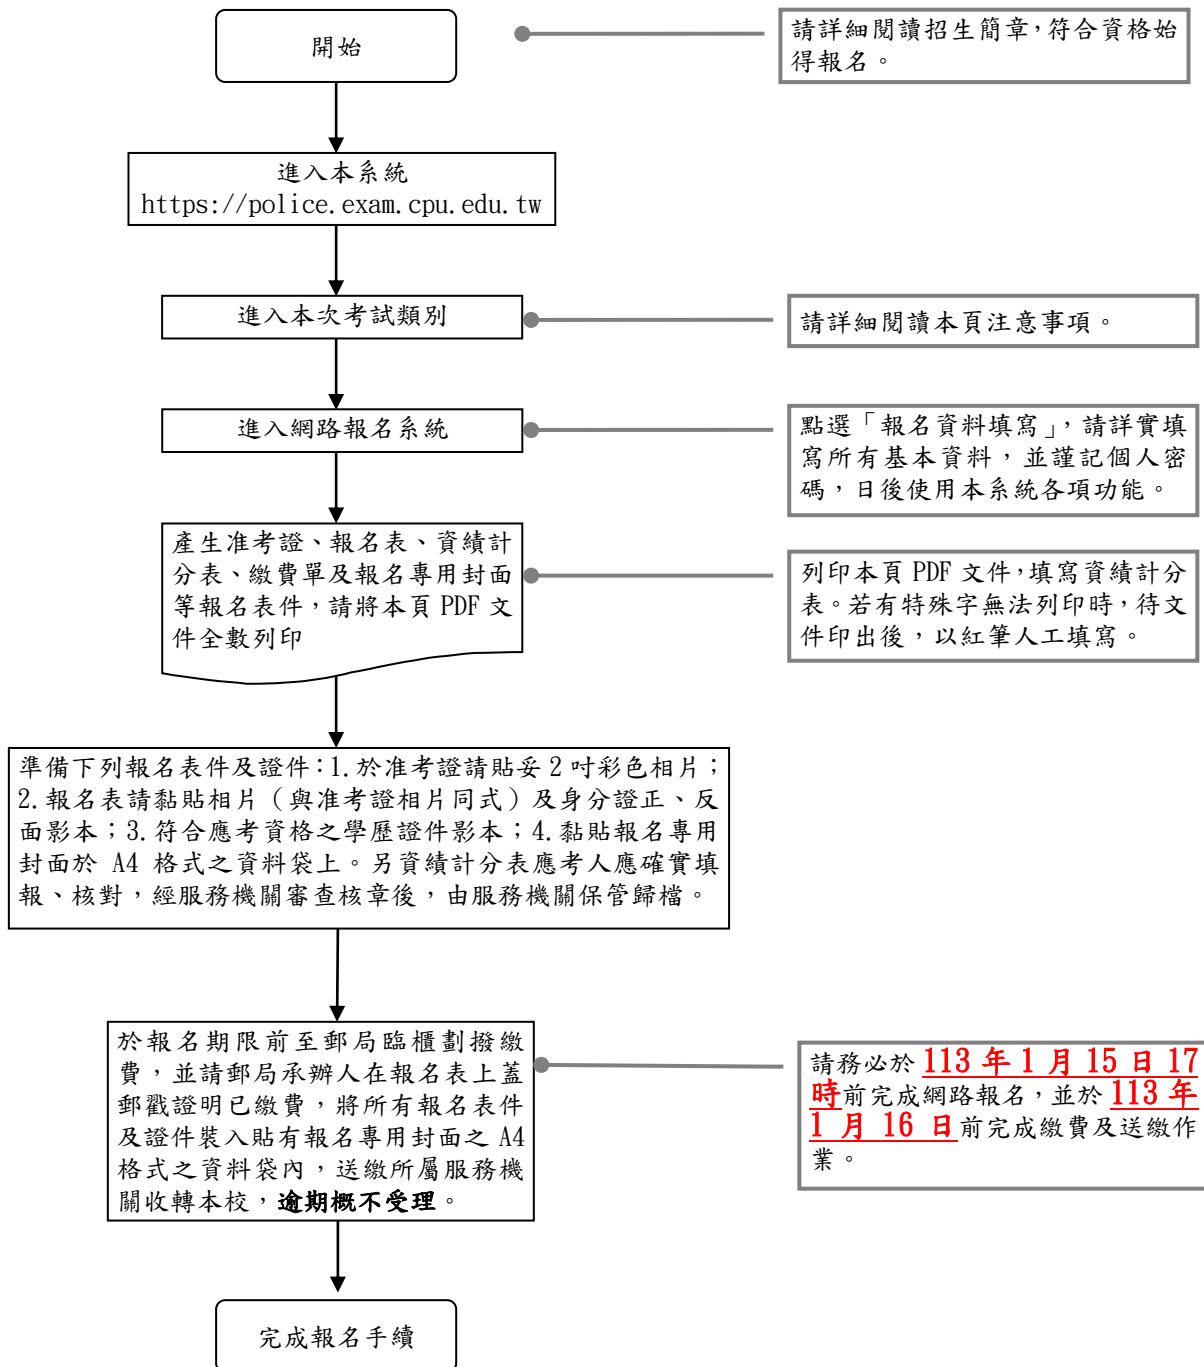 開始
請詳細閱讀招生簡章，符合資格始
得報名。
進入本系統
https://police.exam.cpu.edu.tw
進入本次考試類別
請詳細閱讀本頁注意事項。
進入網路報名系統
點選「報名資料填寫」，請詳實填
寫所有基本資料，並謹記個人密
碼，日後使用本系統各項功能。
產生准考證、報名表、資績計
分表、繳費單及報名專用封面
等報名表件，請將本頁 PDF 文
件全數列印
列印本頁 PDF 文件，填寫資績計分
表。若有特殊字無法列印時，待文
件印出後，以紅筆人工填寫。
準備下列報名表件及證件：1.於准考證請貼妥 2 吋彩色相片；
2.報名表請黏貼相片（與准考證相片同式）及身分證正、反
面影本；3.符合應考資格之學歷證件影本；4.黏貼報名專用
封面於 A4 格式之資料袋上。另資績計分表應考人應確實填
報、核對，經服務機關審查核章後，由服務機關保管歸檔。
於報名期限前至郵局臨櫃劃撥繳
費，並請郵局承辦人在報名表上蓋
郵戳證明已繳費，將所有報名表件
及證件裝入貼有報名專用封面之 A4
格式之資料袋內，送繳所屬服務機
關收轉本校，逾期概不受理。
請務必於 113 年 1 月 15 日 17
時前完成網路報名，並於 113 年
1 月 16 日前完成繳費及送繳作
業。
完成報名手續